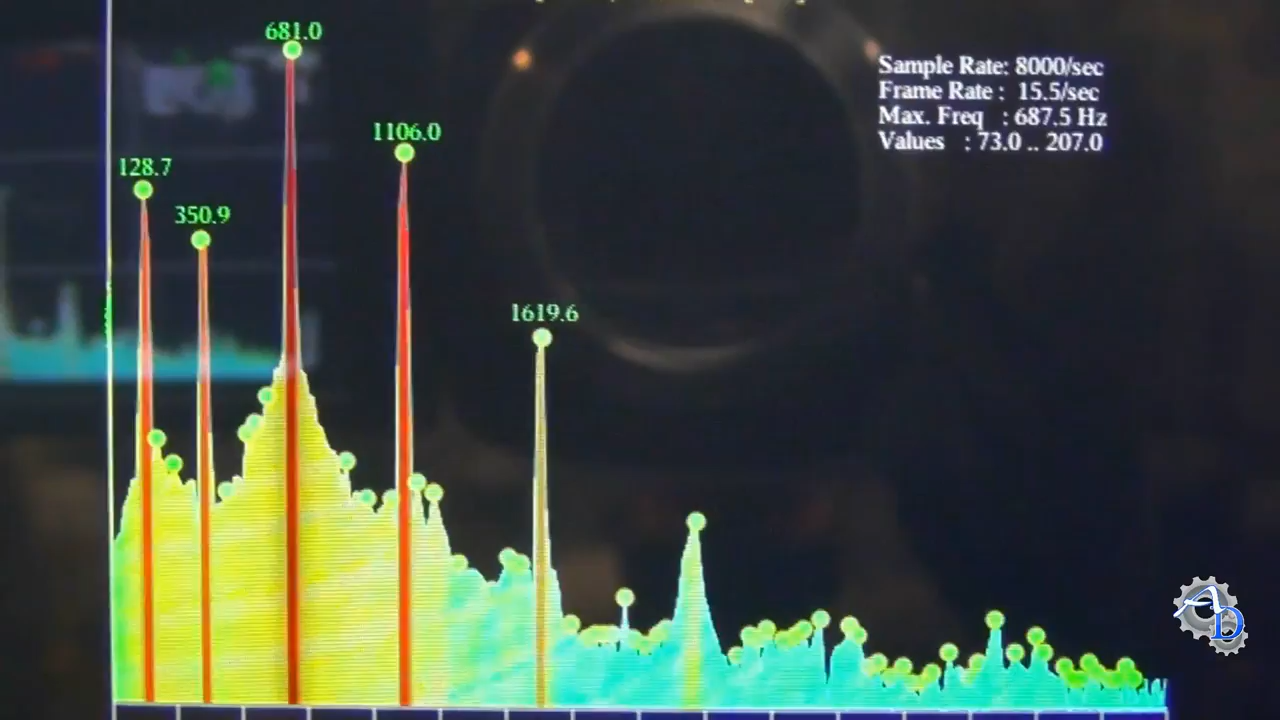 681.0
1106.0
128.7
350.9
1619.6
Sample Rate: 8000/sec
Frame Rate : 15.5/sec
Max. Freq : 687.5 Hz
Values : 73.0 .. 207.0
AD